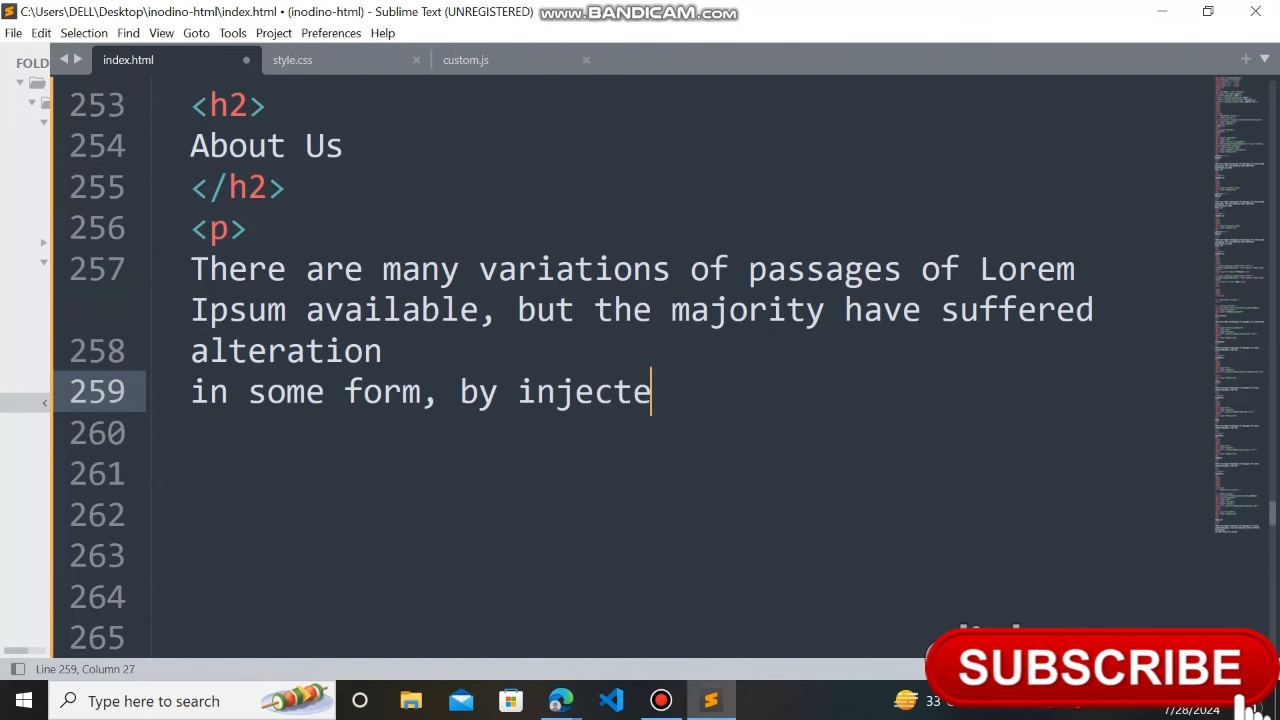 C:\Users\DELL\Desktop\inodino-html\index.html • (inodino-html) - Sublime Text (UNREGISTERED)
www.BANDICAM.com
File Edit Selection Find View Goto Tools Project Preferences Help
FOLD
index.html
style.css
custom.js
253 <h2>
254 About Us
255 </h2>
256 <p>
257 There are many variations of passages of Lorem
Ipsum available, but the majority have suffered
258 alteration
259 in some form, by injecte
260
261
262
263
264
265
Line 259, Column 27
SUBSCRIBE
Type here to search
33
7/28/2024